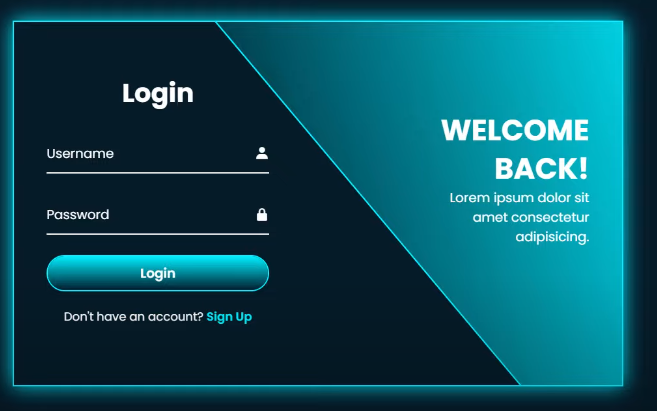 Login
Username
Password
Login
Don't have an account? Sign Up
WELCOME
BACK!
Lorem ipsum dolor sit
amet consectetur
adipisicing.